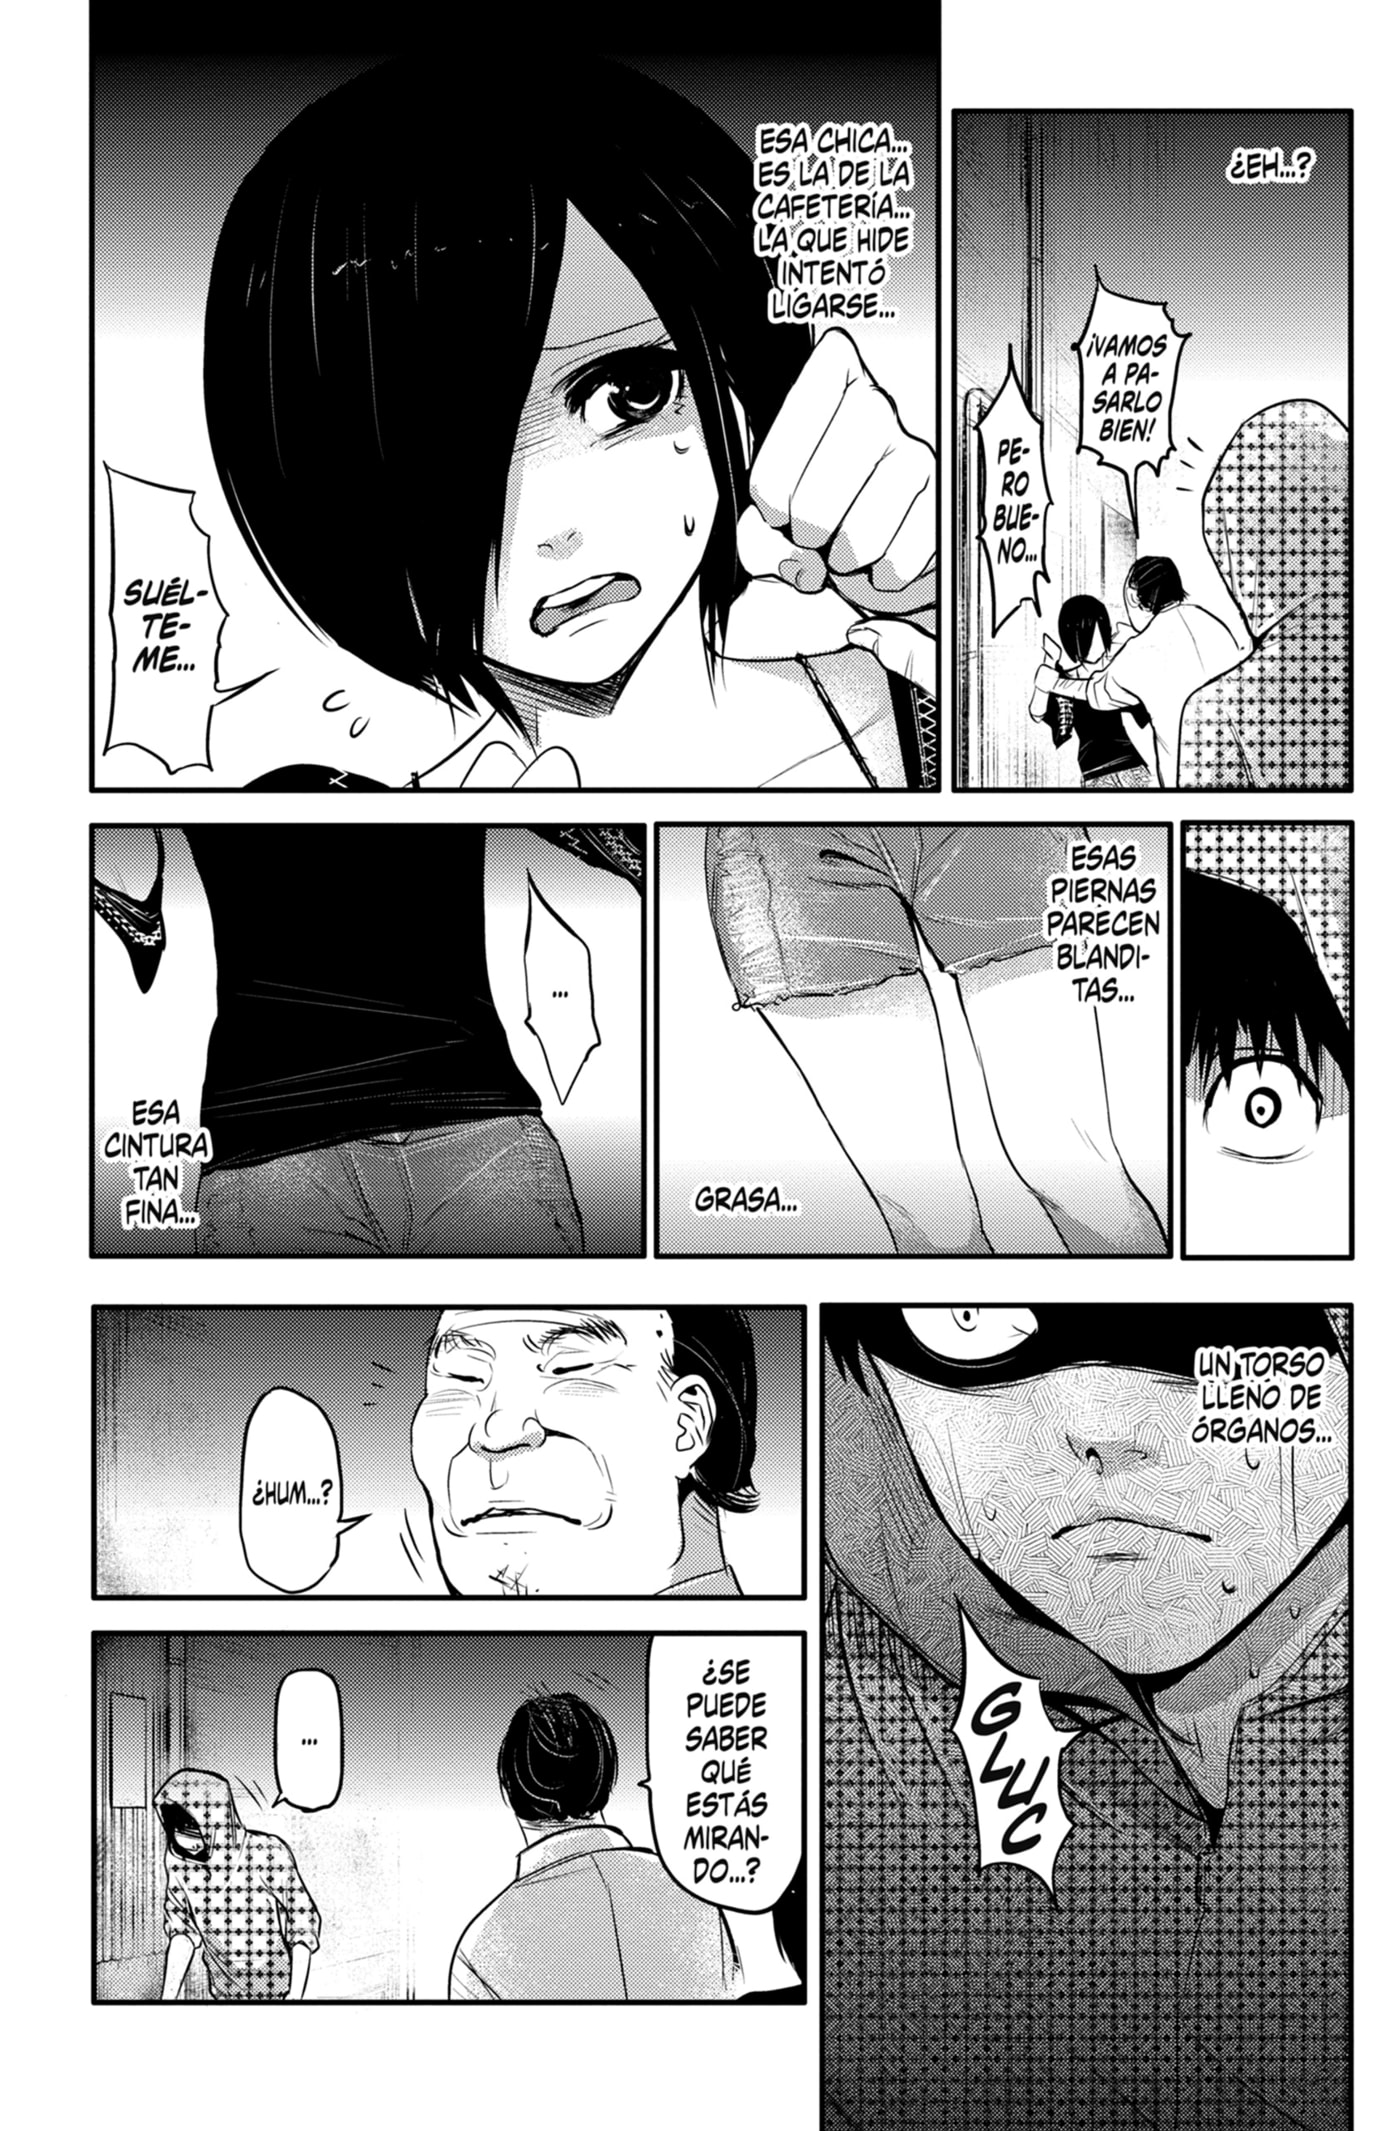 ¿EH...?
¡VAMOS
A PA-
SARLO
BIEN!
PE-
RO
BUE-
NO...
ESA CHICA...
ES LA DE LA
CAFETERÍA...
LA QUE HIDE
INTENTÓ
LIGARSE...
SUÉL-
TE-
ME...
ESAS
PIERNAS
PARECEN
BLANDI-
TAS...
GRASA...
...
ESA
CINTURA
TAN
FINA...
UN TORSO
LLENO DE
ÓRGANOS...
GLUC
¿HUM...?
¿SE
PUEDE
SABER
QUÉ
ESTÁS
MIRAN-
DO...?
...